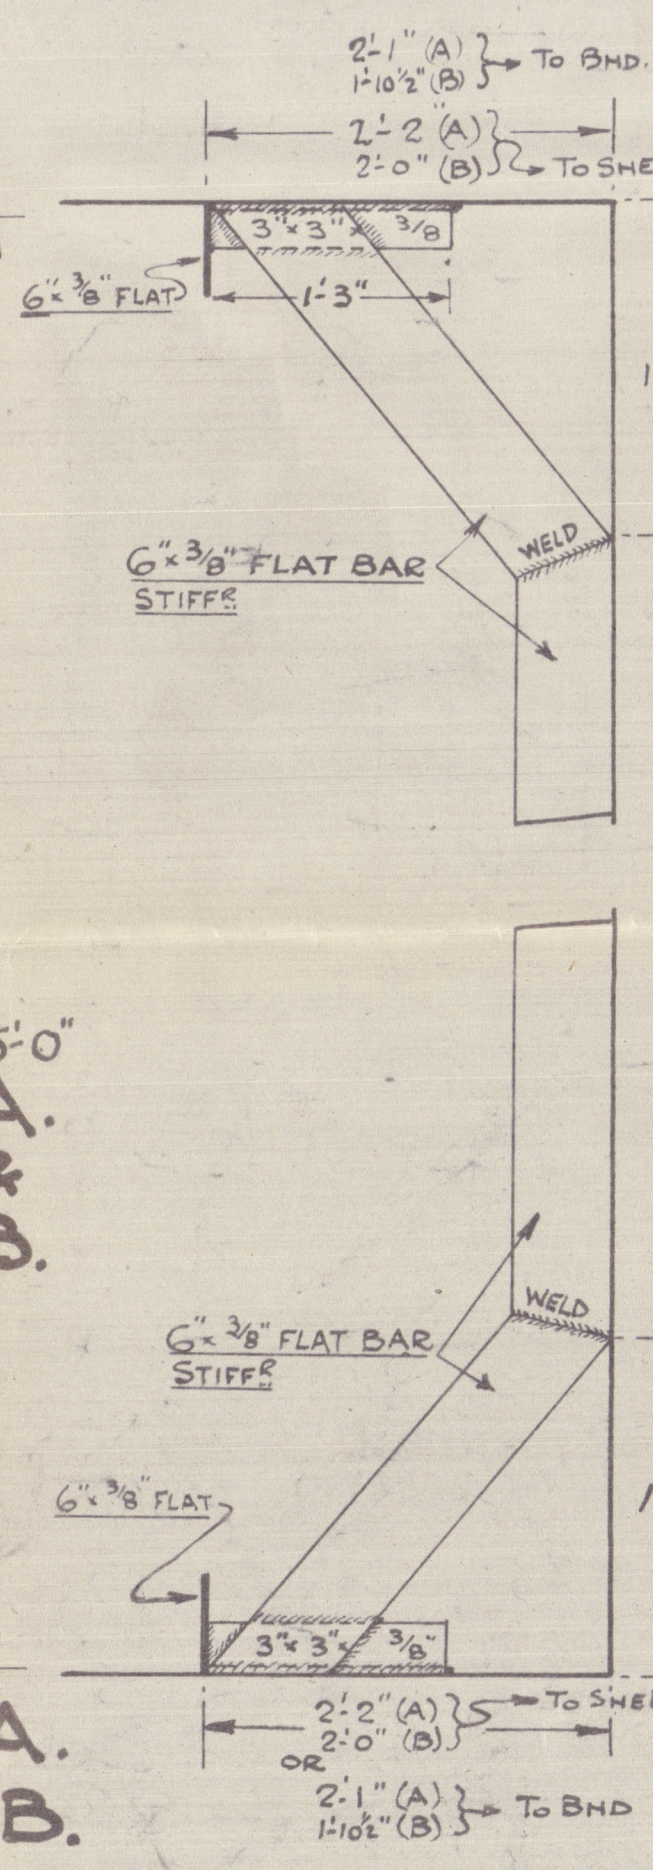 2'-1" (A)
1'-10½" (B) To BHD.
2'-2" (A)
2'-0" (B) To SHE
3" x 3" x 3/8
6" x 3/8" FLAT
1'-3"
WELD
6" x 3/8" FLAT BAR
STIFFR
-0"
A.
&
B.
WELD
6" x 3/8" FLAT BAR
STIFFR
6" x 3/8" FLAT
3" x 3" x 3/8"
2'-2" (A) To SHEL
2'-0" (B)
OR
2'-1" (A)
1'-10½" (B) To BHD
A.
B.